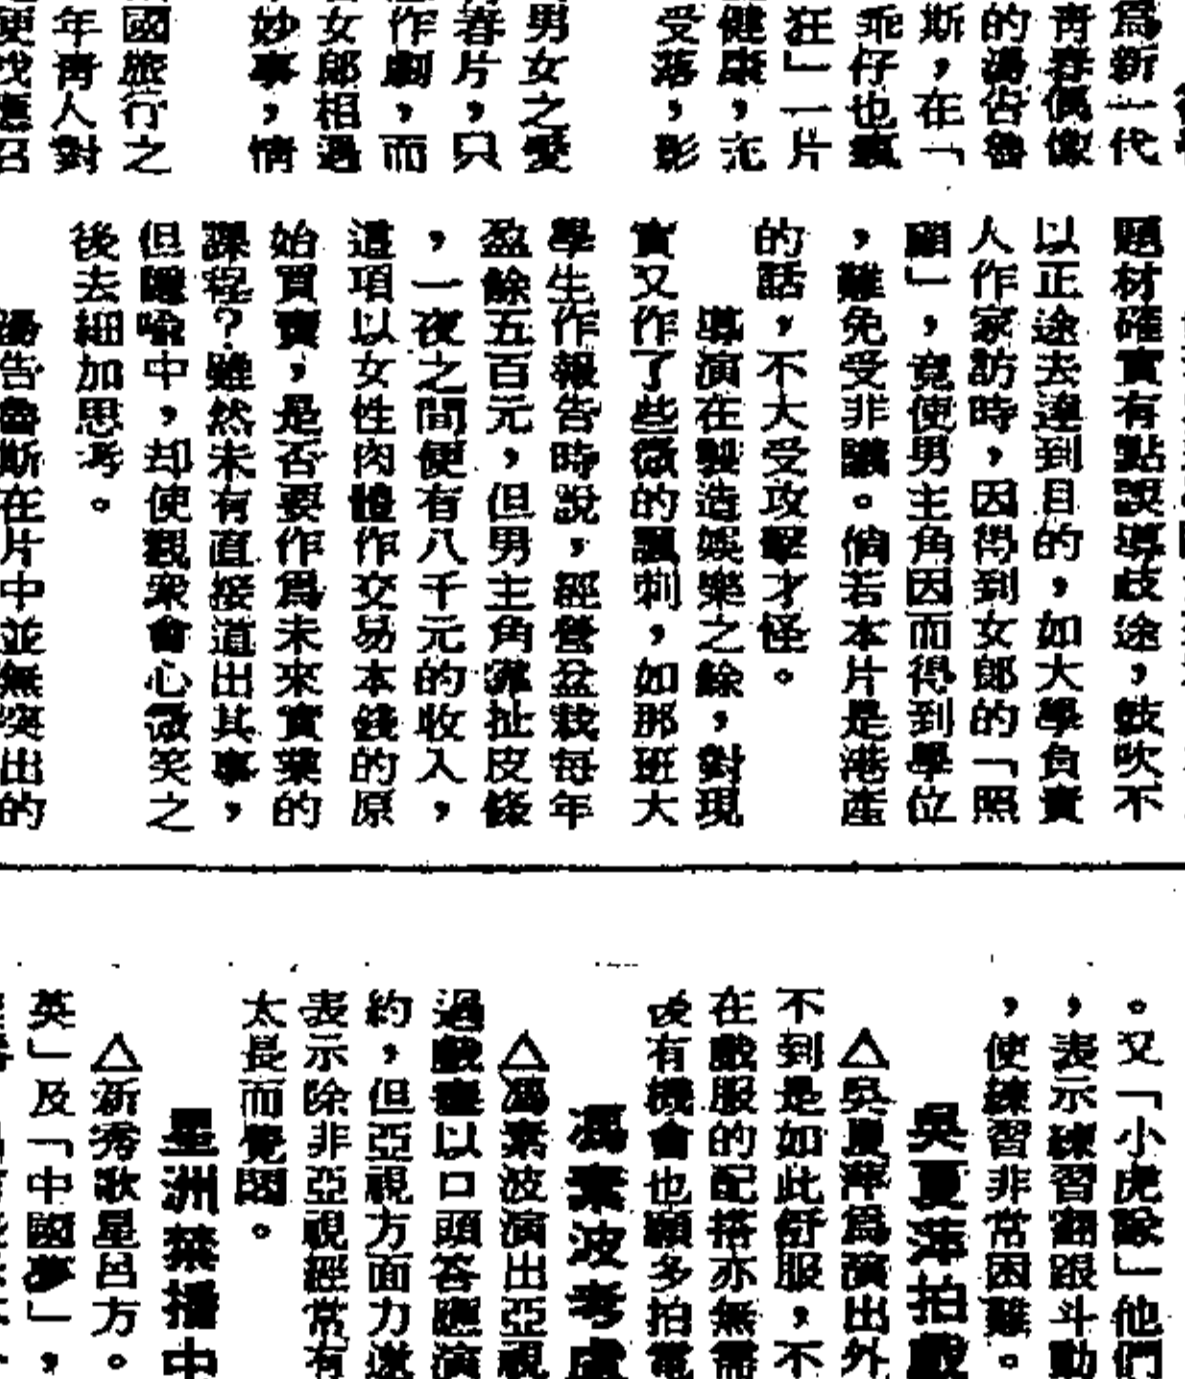 為新一代
青春偶像
的湯告魯
斯，在「
乖仔也瘋
狂」一片
健康，充
受落，影
男女之愛
春片，只
作劇，而
女郎相遇
妙事，情
國旅行之
年青人對
便找應召
題材確實有點誤導歧途，鼓吹不
以正途去達到目的，如大學負責
人作家訪時，因得到女郎的「照
顧」，竟使男主角因而得到學位
，難免受非議。倘若本片是港產
的話，不大受攻擊才怪。
導演在製造娛樂之餘，對現
實又作了些微的諷刺，如那班大
學生作報告時說，經營盆栽每年
盈餘五百元，但男主角靠扯皮條
，一夜之間便有八千元的收入，
這項以女性肉體作交易本錢的原
始買賣，是否要作為未來實業的
課程？雖然未有直接道出其事，
但隱喻中，却使觀衆會心微笑之
後去細加思考。
湯告魯斯在片中並無突出的
。又「小虎隊」他們
，表示練習翻跟斗動
，使練習非常困難。
吳夏萍拍戲
△吳夏萍為演出外
不到是如此舒服，不
在戲服的配搭亦無需
後有機會也願多拍電
馮素波考慮
△馮素波演出亞視
過戲畫以口頭答應演
約，但亞視方面力邀
表示除非亞視經常有
太長而覺悶。
星洲禁播中
△新秀歌星呂方。
英」及「中國夢」，